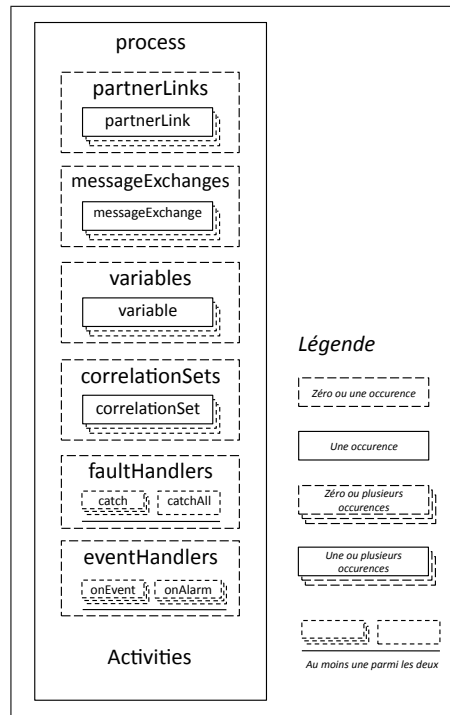 process
partnerLinks
partnerLink
messageExchanges
messageExchange
variables
variable
correlationSets
correlationSet
faultHandlers
catch catchAll
eventHandlers
onEvent onAlarm
Activities
Légende
Zéro ou une occurence
Une occurence
Zéro ou plusieurs
occurences
Une ou plusieurs
occurences
Au moins une parmi les deux